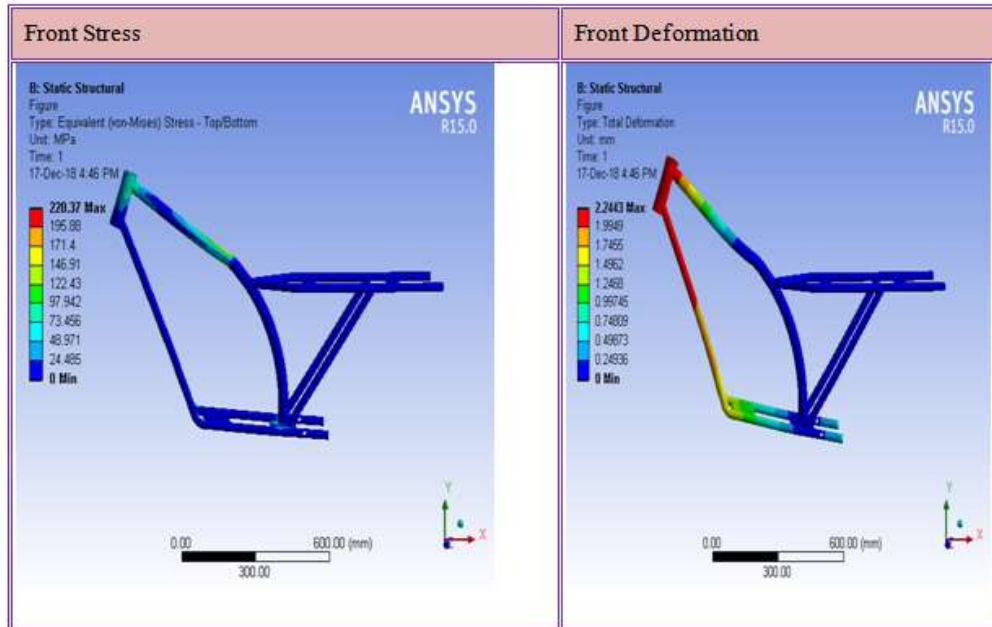 Front Stress
Front Deformation
B: Static Structural
Figure
Type: Equivalent (von-Mises) Stress - Top/Bottom
Unit: MPa
Time: 1
17-Dec-18 4:46 PM
ANSYS
R15.0
220.37 Max
195.88
171.4
146.91
122.43
97.942
73.456
48.971
24.485
0 Min
Y
X
0.00
600.00 (mm)
300.00
B: Static Structural
Figure
Type: Total Deformation
Unit: mm
Time: 1
17-Dec-18 4:46 PM
ANSYS
R15.0
2.2443 Max
1.9949
1.7455
1.4962
1.2468
0.99745
0.74809
0.49873
0.24936
0 Min
Y
X
0.00
600.00 (mm)
300.00